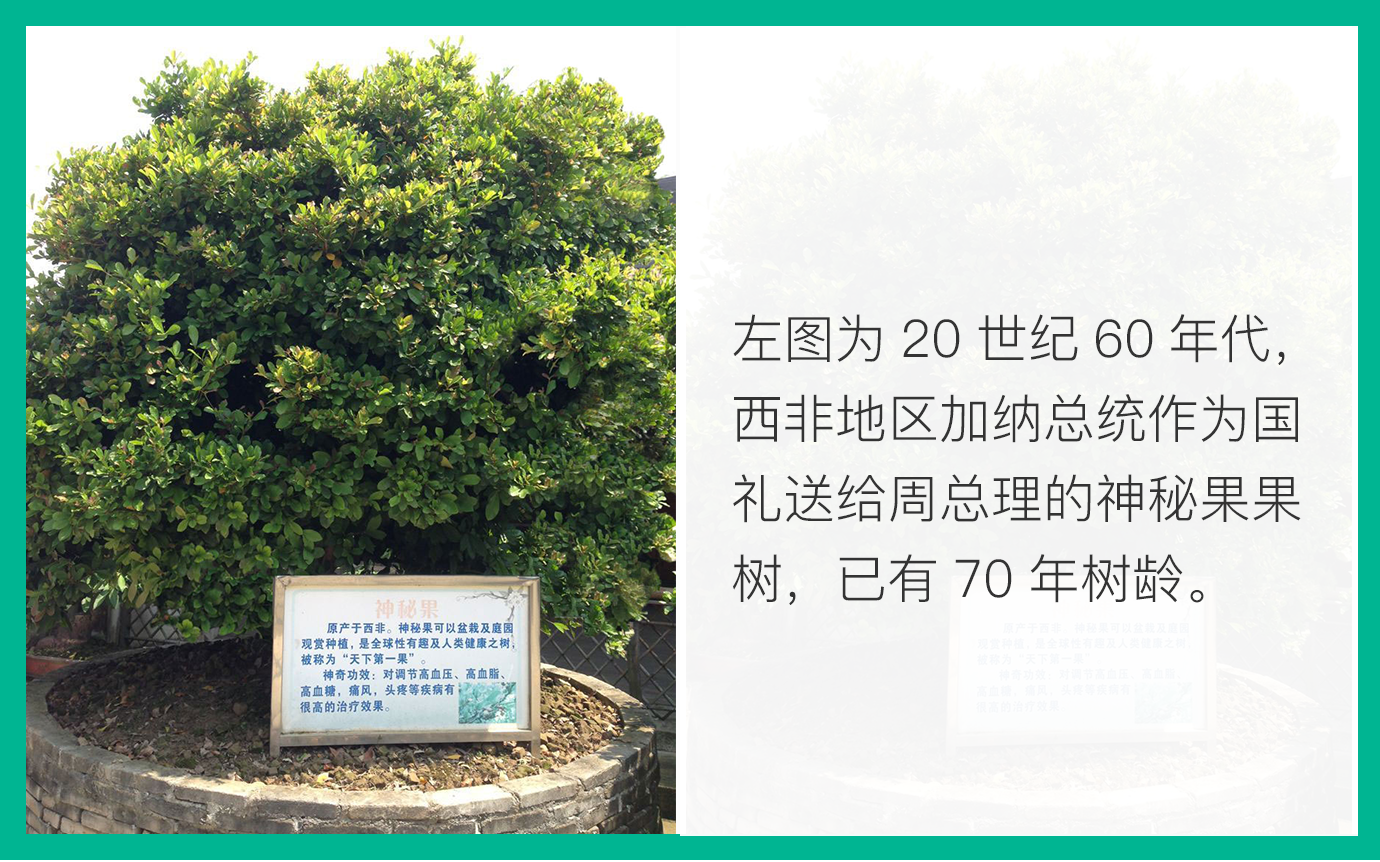 神秘果
原产于西非。神秘果可以盆栽及庭园
观赏种植，是全球性有趣及人类健康之树，
被称为“天下第一果”。
神奇功效：对调节高血压、高血脂、
高血糖，痛风，头疼等疾病有
很高的治疗效果。
左图为 20 世纪 60 年代，
西非地区加纳总统作为国
礼送给周总理的神秘果果
树，已有 70 年树龄。